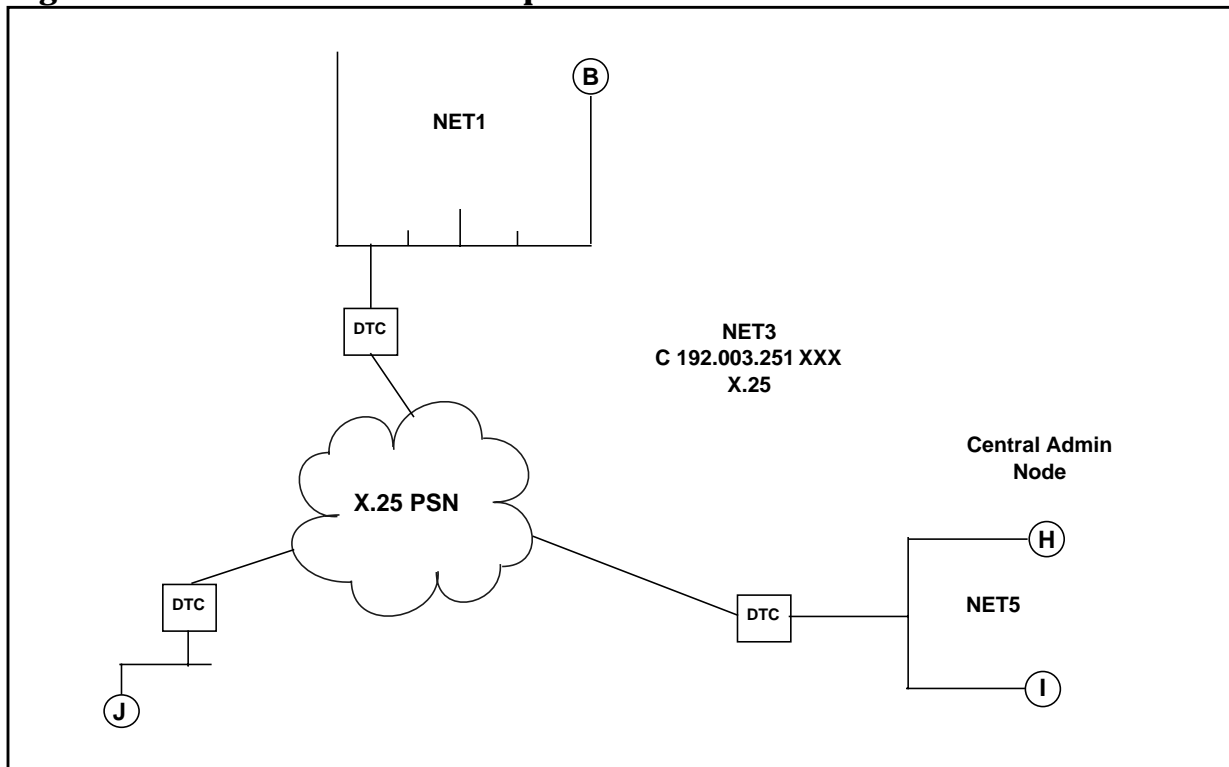 B
NET1
DTC
NET3
C 192.003.251 XXX
X.25
Central Admin
Node
X.25 PSN
H
DTC
DTC
NET5
I
J